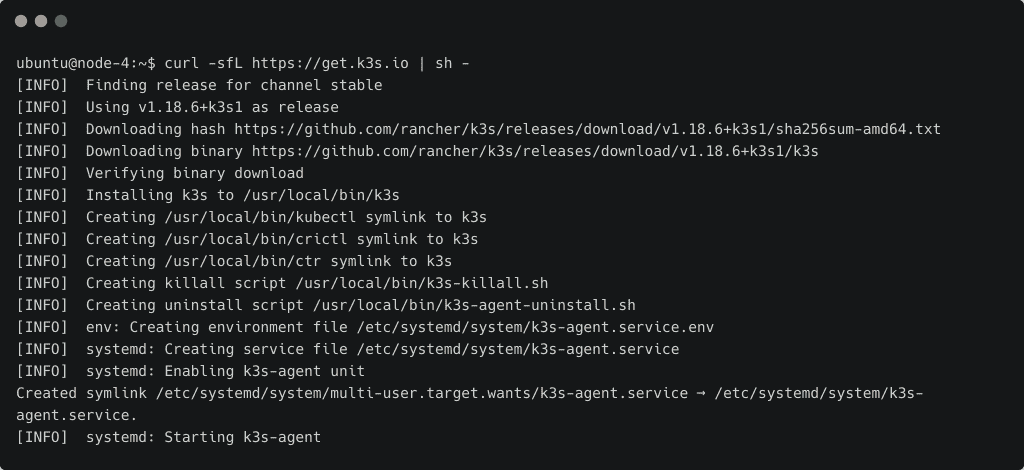 ubuntu@node-4:~$ curl -sfL https://get.k3s.io | sh -
[INFO]  Finding release for channel stable
[INFO]  Using v1.18.6+k3s1 as release
[INFO]  Downloading hash https://github.com/rancher/k3s/releases/download/v1.18.6+k3s1/sha256sum-amd64.txt
[INFO]  Downloading binary https://github.com/rancher/k3s/releases/download/v1.18.6+k3s1/k3s
[INFO]  Verifying binary download
[INFO]  Installing k3s to /usr/local/bin/k3s
[INFO]  Creating /usr/local/bin/kubectl symlink to k3s
[INFO]  Creating /usr/local/bin/crictl symlink to k3s
[INFO]  Creating /usr/local/bin/ctr symlink to k3s
[INFO]  Creating killall script /usr/local/bin/k3s-killall.sh
[INFO]  Creating uninstall script /usr/local/bin/k3s-agent-uninstall.sh
[INFO]  env: Creating environment file /etc/systemd/system/k3s-agent.service.env
[INFO]  systemd: Creating service file /etc/systemd/system/k3s-agent.service
[INFO]  systemd: Enabling k3s-agent unit
Created symlink /etc/systemd/system/multi-user.target.wants/k3s-agent.service → /etc/systemd/system/k3s-
agent.service.
[INFO]  systemd: Starting k3s-agent